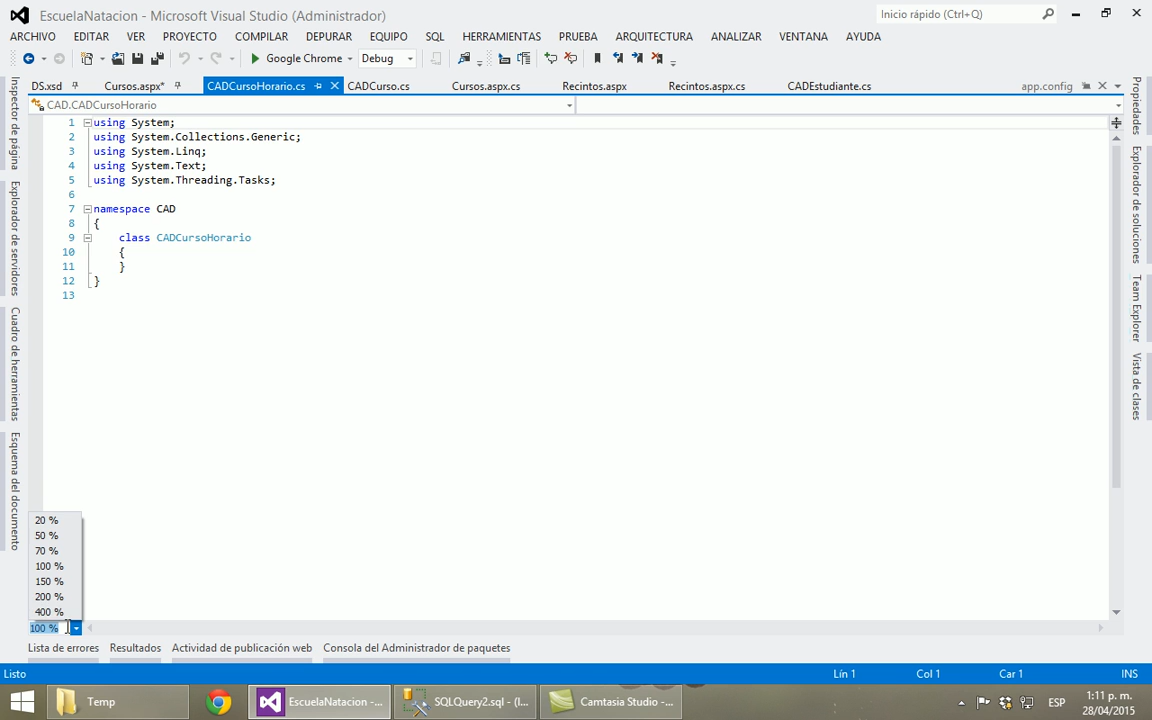 EscuelaNatacion - Microsoft Visual Studio (Administrador)
Inicio rápido (Ctrl+Q)
ARCHIVO EDITAR VER PROYECTO COMPILAR DEPURAR EQUIPO SQL HERRAMIENTAS PRUEBA ARQUITECTURA ANALIZAR VENTANA AYUDA
Google Chrome Debug
DS.xsd Cursos.aspx* CADCursoHorario.cs CADCurso.cs Cursos.aspx.cs Recintos.aspx Recintos.aspx.cs CADEstudiante.cs app.config
CAD.CADCursoHorario
1 using System;
2 using System.Collections.Generic;
3 using System.Linq;
4 using System.Text;
5 using System.Threading.Tasks;
6
7 namespace CAD
8 {
9 class CADCursoHorario
10 {
11 }
12 }
13
Inspector de página
Explorador de servidores
Cuadro de herramientas
Esquema del documento
Propiedades
Explorador de soluciones
Team Explorer
Vista de clases
20 %
50 %
70 %
100 %
150 %
200 %
400 %
100 %
Lista de errores Resultados Actividad de publicación web Consola del Administrador de paquetes
Listo Lín 1 Col 1 Car 1 INS
Temp EscuelaNatacion -... SQLQuery2.sql - (l... Camtasia Studio -... ESP 1:11 p. m.
28/04/2015